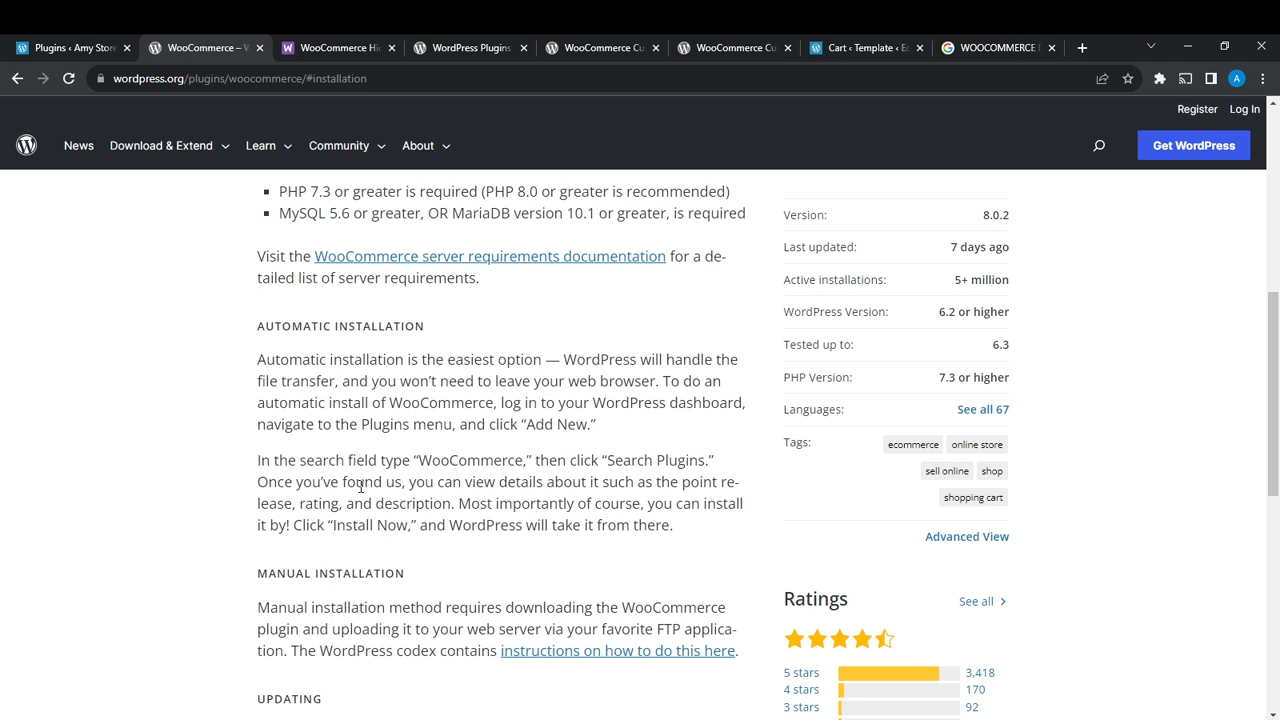 Plugins ‹ Amy Store
WooCommerce – W
WooCommerce Hi
WordPress Plugins
WooCommerce Cu
WooCommerce Cu
Cart ‹ Template ‹ E
WOOCOMMERCE
wordpress.org/plugins/woocommerce/#installation
A
Register Log In
News Download & Extend Learn Community About
Get WordPress
PHP 7.3 or greater is required (PHP 8.0 or greater is recommended)
MySQL 5.6 or greater, OR MariaDB version 10.1 or greater, is required
Visit the WooCommerce server requirements documentation for a de-
tailed list of server requirements.
AUTOMATIC INSTALLATION
Automatic installation is the easiest option — WordPress will handle the
file transfer, and you won’t need to leave your web browser. To do an
automatic install of WooCommerce, log in to your WordPress dashboard,
navigate to the Plugins menu, and click “Add New.”
In the search field type “WooCommerce,” then click “Search Plugins.”
Once you’ve found us, you can view details about it such as the point re-
lease, rating, and description. Most importantly of course, you can install
it by! Click “Install Now,” and WordPress will take it from there.
MANUAL INSTALLATION
Manual installation method requires downloading the WooCommerce
plugin and uploading it to your web server via your favorite FTP applica-
tion. The WordPress codex contains instructions on how to do this here.
UPDATING
Version: 8.0.2
Last updated: 7 days ago
Active installations: 5+ million
WordPress Version: 6.2 or higher
Tested up to: 6.3
PHP Version: 7.3 or higher
Languages: See all 67
Tags: ecommerce online store
sell online shop
shopping cart
Advanced View
Ratings See all
5 stars 3,418
4 stars 170
3 stars 92